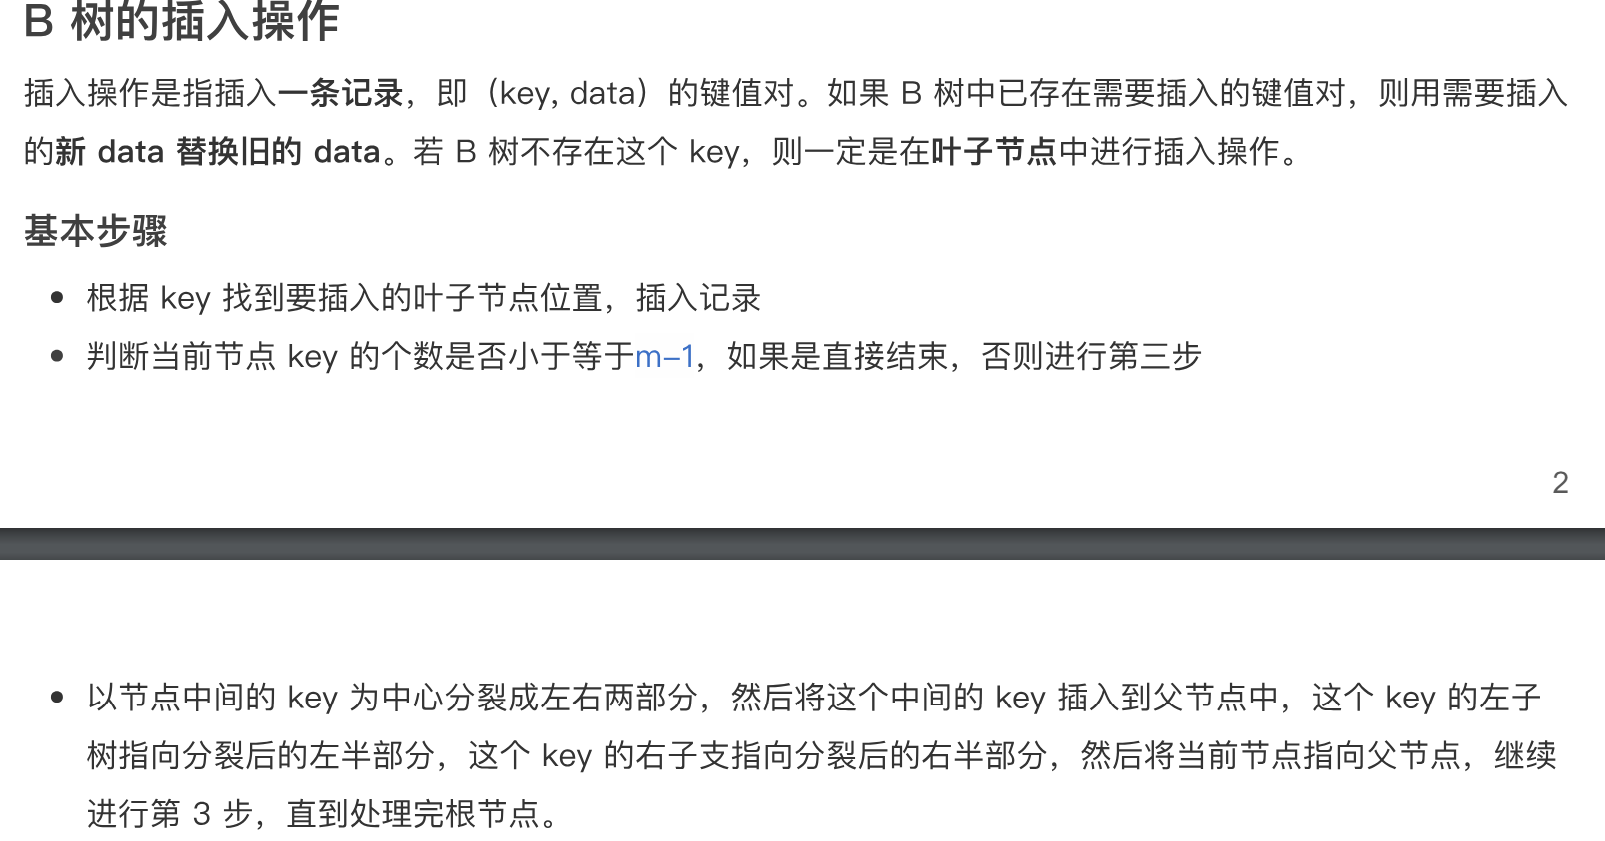 B 树的插入操作
插入操作是指插入一条记录，即（key, data）的键值对。如果 B 树中已存在需要插入的键值对，则用需要插入
的新 data 替换旧的 data。若 B 树不存在这个 key，则一定是在叶子节点中进行插入操作。
基本步骤
• 根据 key 找到要插入的叶子节点位置，插入记录
• 判断当前节点 key 的个数是否小于等于m-1，如果是直接结束，否则进行第三步
2
• 以节点中间的 key 为中心分裂成左右两部分，然后将这个中间的 key 插入到父节点中，这个 key 的左子
树指向分裂后的左半部分，这个 key 的右子支指向分裂后的右半部分，然后将当前节点指向父节点，继续
进行第 3 步，直到处理完根节点。